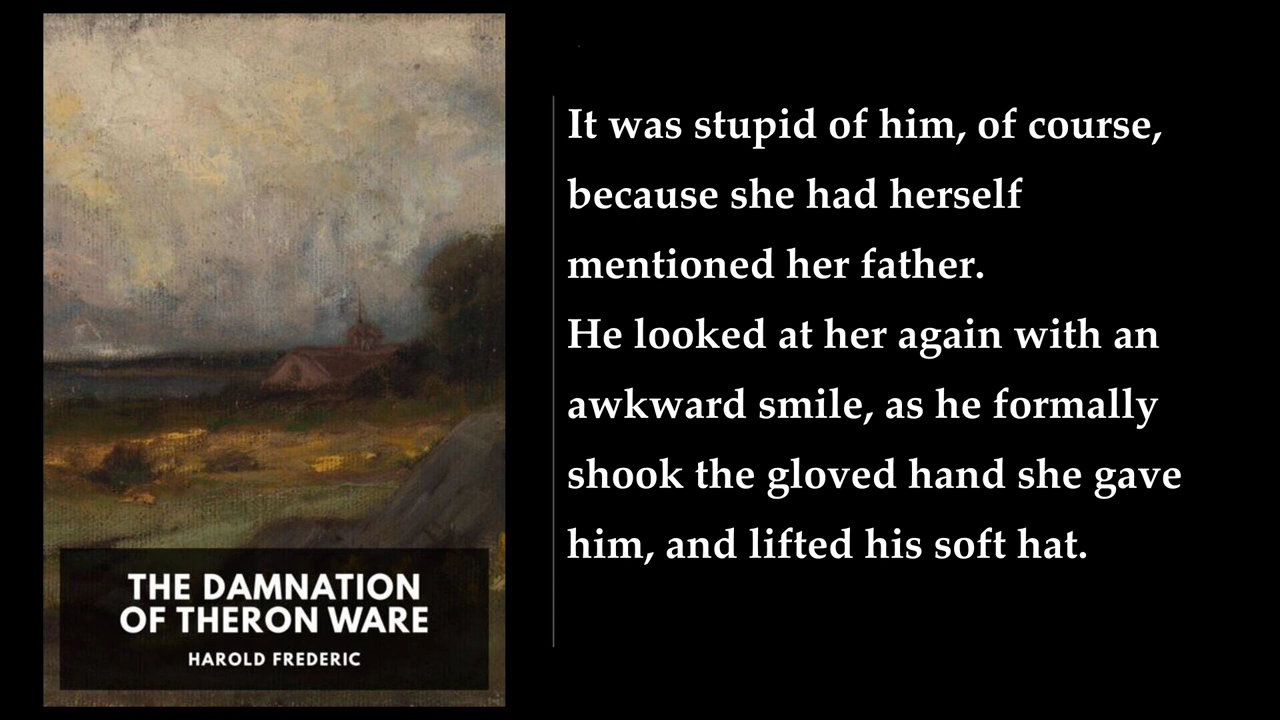 THE DAMNATION
OF THERON WARE
HAROLD FREDERIC
It was stupid of him, of course,
because she had herself
mentioned her father.
He looked at her again with an
awkward smile, as he formally
shook the gloved hand she gave
him, and lifted his soft hat.